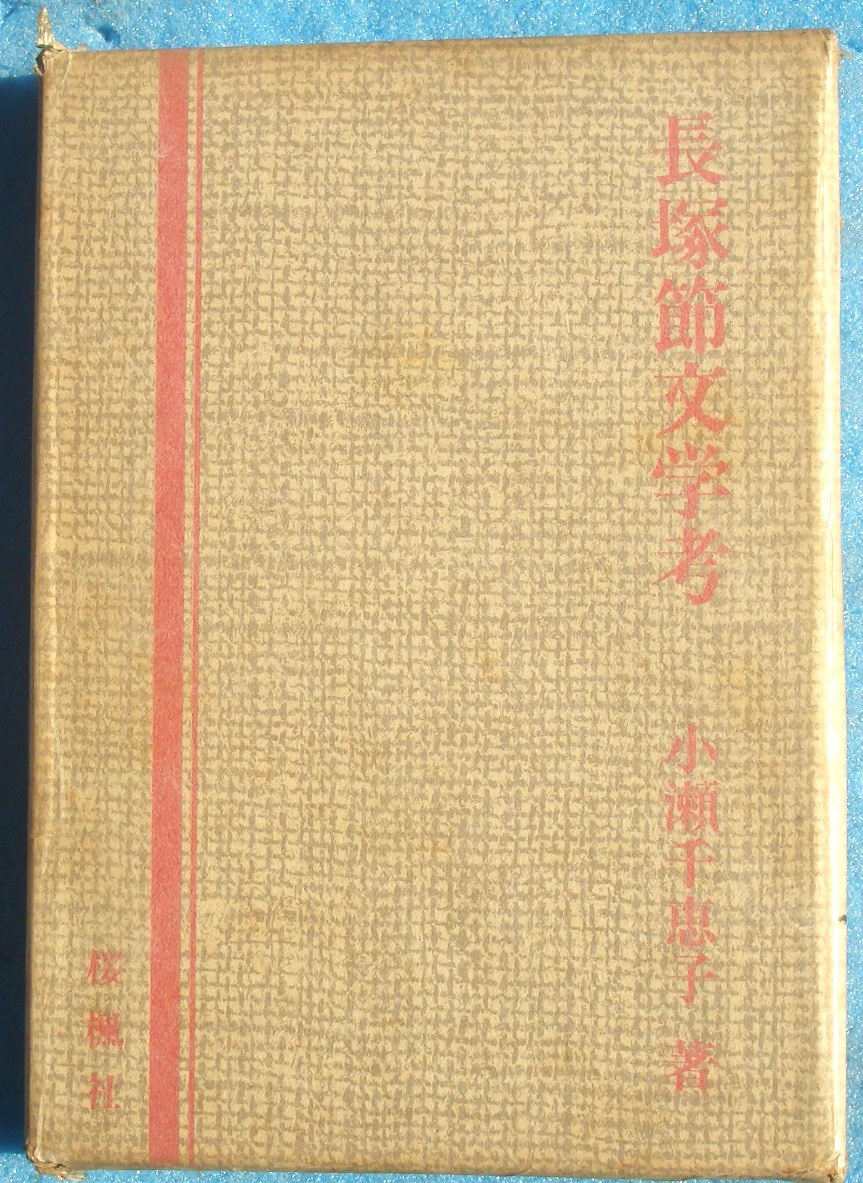 長塚節文学考
小瀬千恵子 著
桜楓社